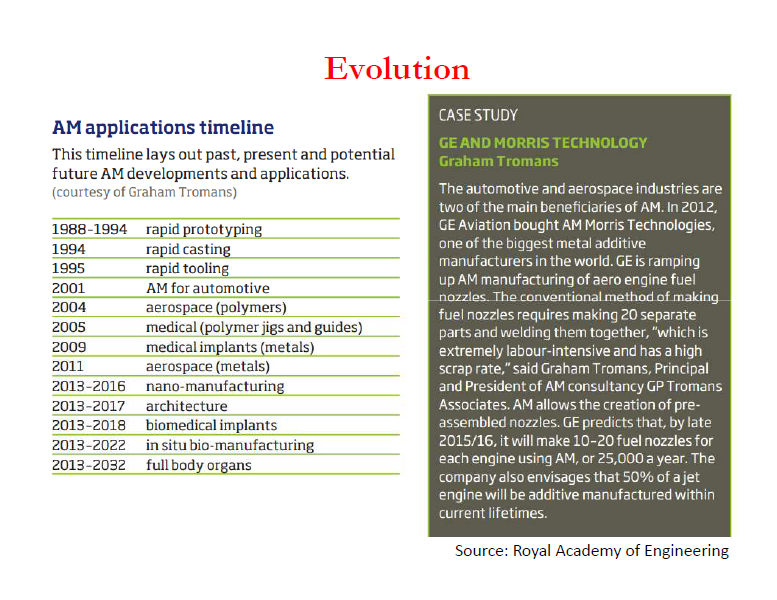 Evolution
AM applications timeline
This timeline lays out past, present and potential
future AM developments and applications.
(courtesy of Graham Tromans)
1988–1994 rapid prototyping
1994 rapid casting
1995 rapid tooling
2001 AM for automotive
2004 aerospace (polymers)
2005 medical (polymer jigs and guides)
2009 medical implants (metals)
2011 aerospace (metals)
2013–2016 nano-manufacturing
2013–2017 architecture
2013–2018 biomedical implants
2013–2022 in situ bio-manufacturing
2013–2032 full body organs
CASE STUDY
GE AND MORRIS TECHNOLOGY
Graham Tromans
The automotive and aerospace industries are
two of the main beneficiaries of AM. In 2012,
GE Aviation bought AM Morris Technologies,
one of the biggest metal additive
manufacturers in the world. GE is ramping
up AM manufacturing of aero engine fuel
nozzles. The conventional method of making
fuel nozzles requires making 20 separate
parts and welding them together, "which is
extremely labour-intensive and has a high
scrap rate," said Graham Tromans, Principal
and President of AM consultancy GP Tromans
Associates. AM allows the creation of pre-
assembled nozzles. GE predicts that, by late
2015/16, it will make 10–20 fuel nozzles for
each engine using AM, or 25,000 a year. The
company also envisages that 50% of a jet
engine will be additive manufactured within
current lifetimes.
Source: Royal Academy of Engineering